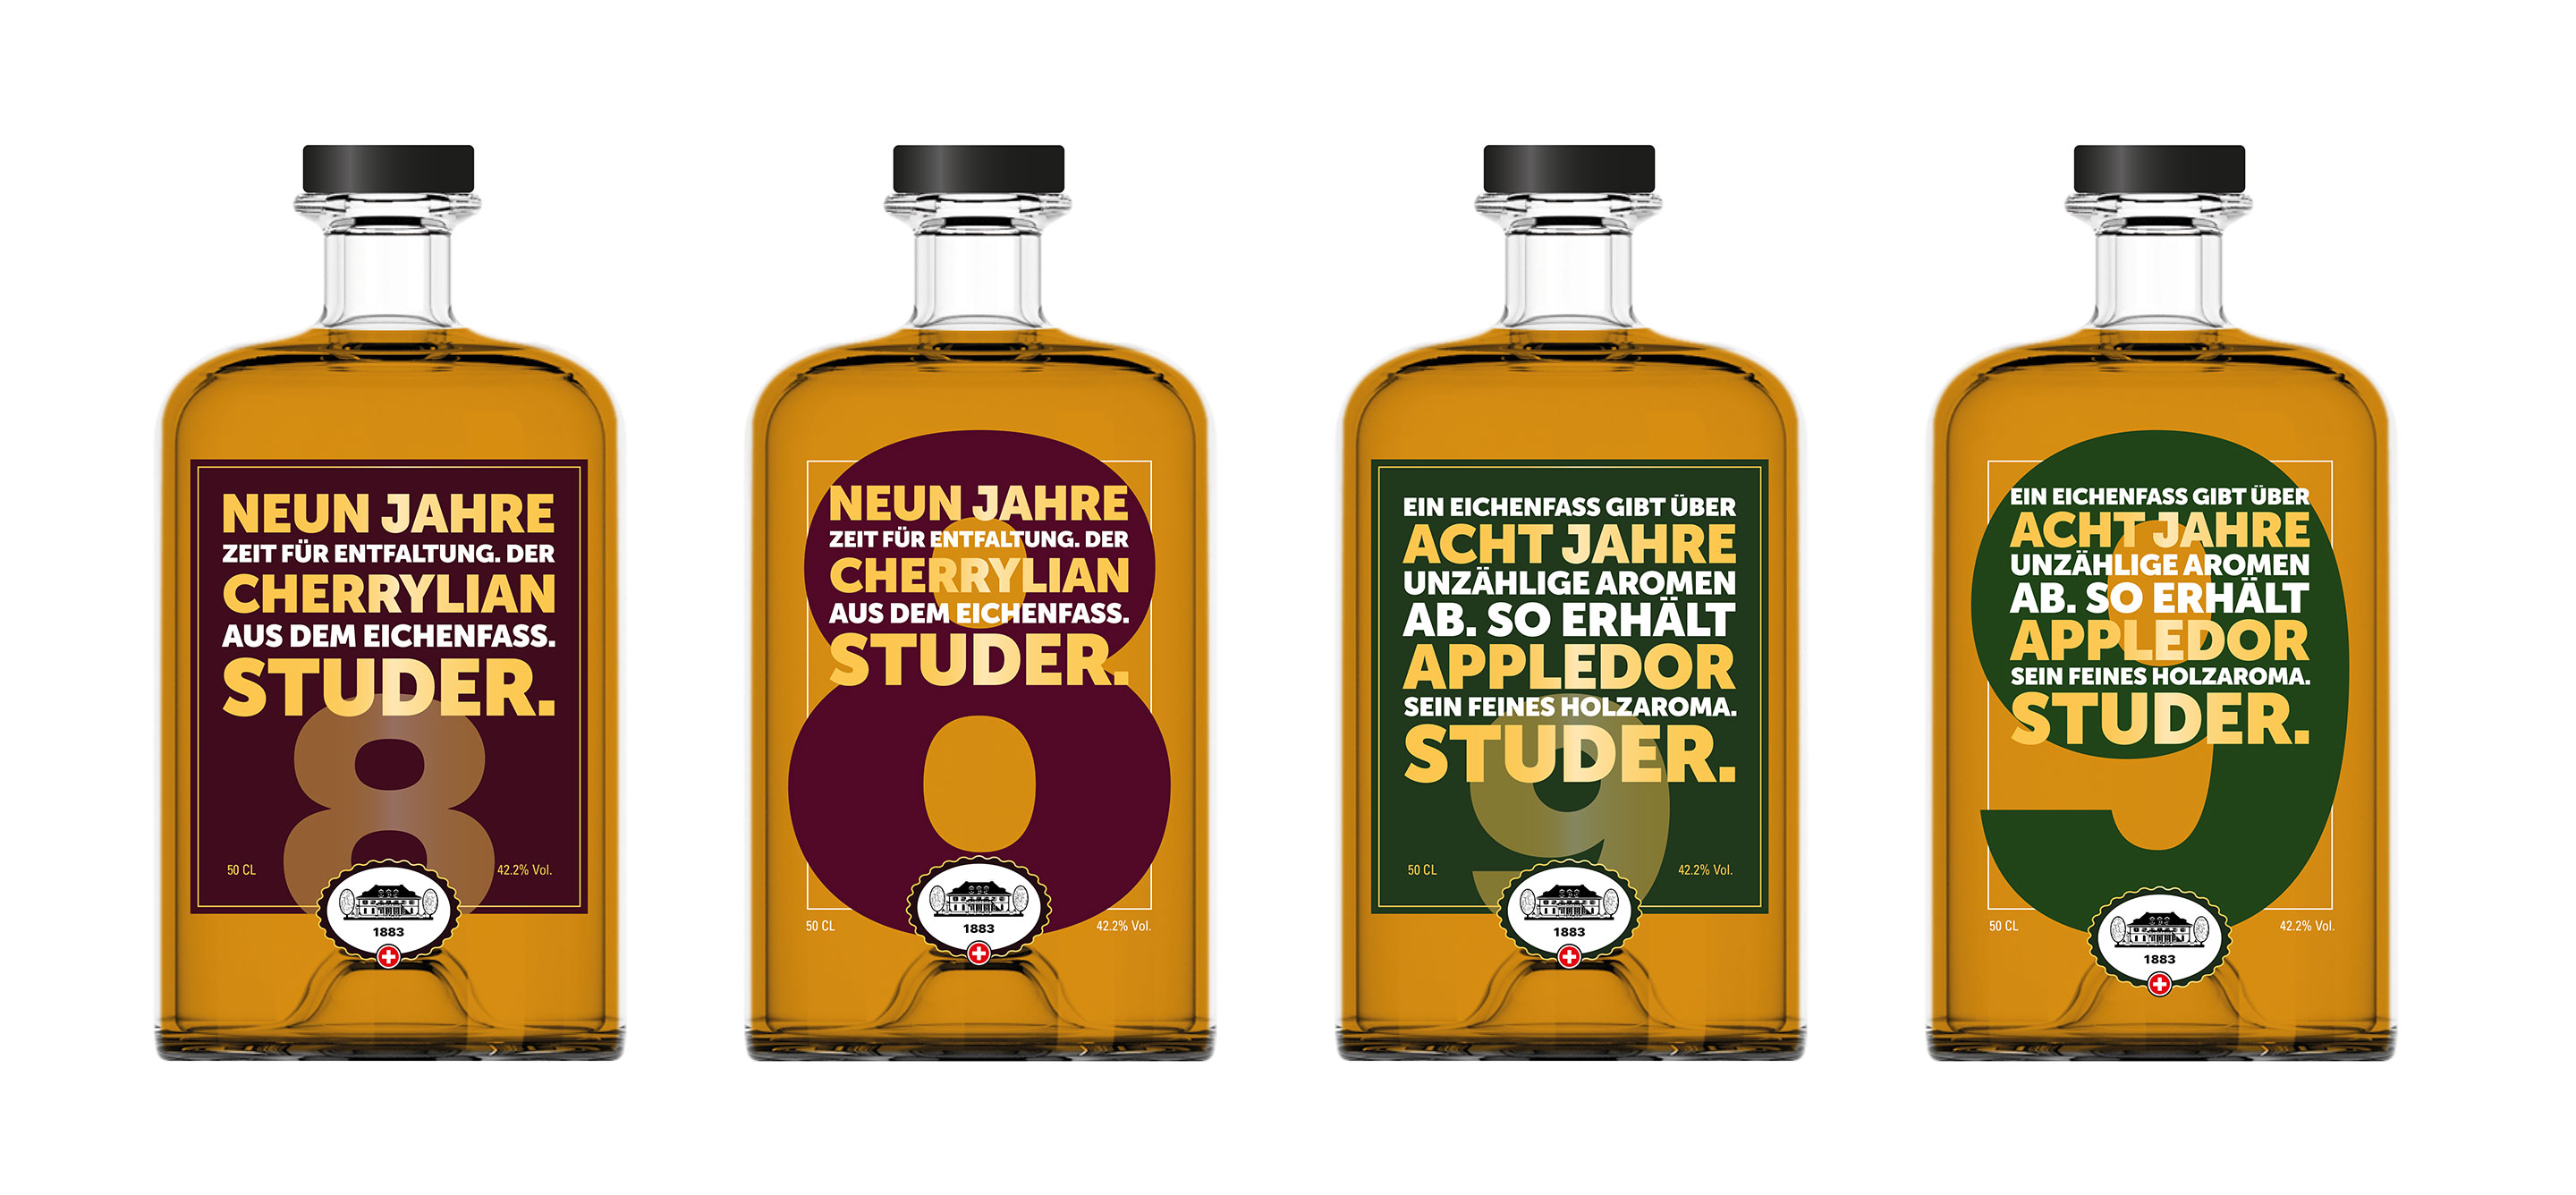 NEUN JAHRE
ZEIT FÜR ENTFALTUNG. DER
CHERRYLIAN
AUS DEM EICHENFASS.
STUDER.
8
50 CL
42.2% Vol.
1883
NEUN JAHRE
ZEIT FÜR ENTFALTUNG. DER
CHERRYLIAN
AUS DEM EICHENFASS.
STUDER.
8
50 CL
42.2% Vol.
1883
EIN EICHENFASS GIBT ÜBER
ACHT JAHRE
UNZÄHLIGE AROMEN
AB. SO ERHÄLT
APPLEDOR
SEIN FEINES HOLZAROMA.
STUDER.
9
50 CL
42.2% Vol.
1883
EIN EICHENFASS GIBT ÜBER
ACHT JAHRE
UNZÄHLIGE AROMEN
AB. SO ERHÄLT
APPLEDOR
SEIN FEINES HOLZAROMA.
STUDER.
9
50 CL
42.2% Vol.
1883